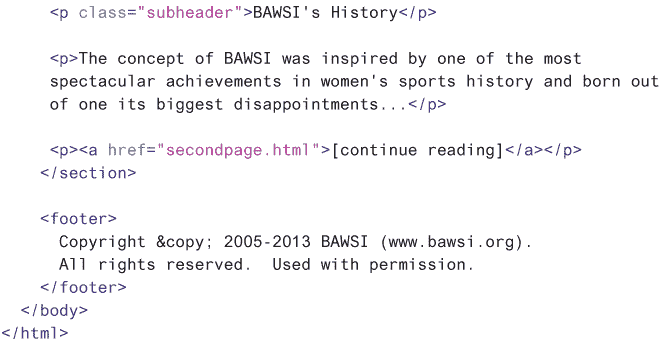 <p class="subheader">BAWSI's History</p>
<p>The concept of BAWSI was inspired by one of the most
spectacular achievements in women's sports history and born out
of one its biggest disappointments...</p>
<p><a href="secondpage.html">[continue reading]</a></p>
</section>
<footer>
Copyright &copy; 2005-2013 BAWSI (www.bawsi.org).
All rights reserved.  Used with permission.
</footer>
</body>
</html>